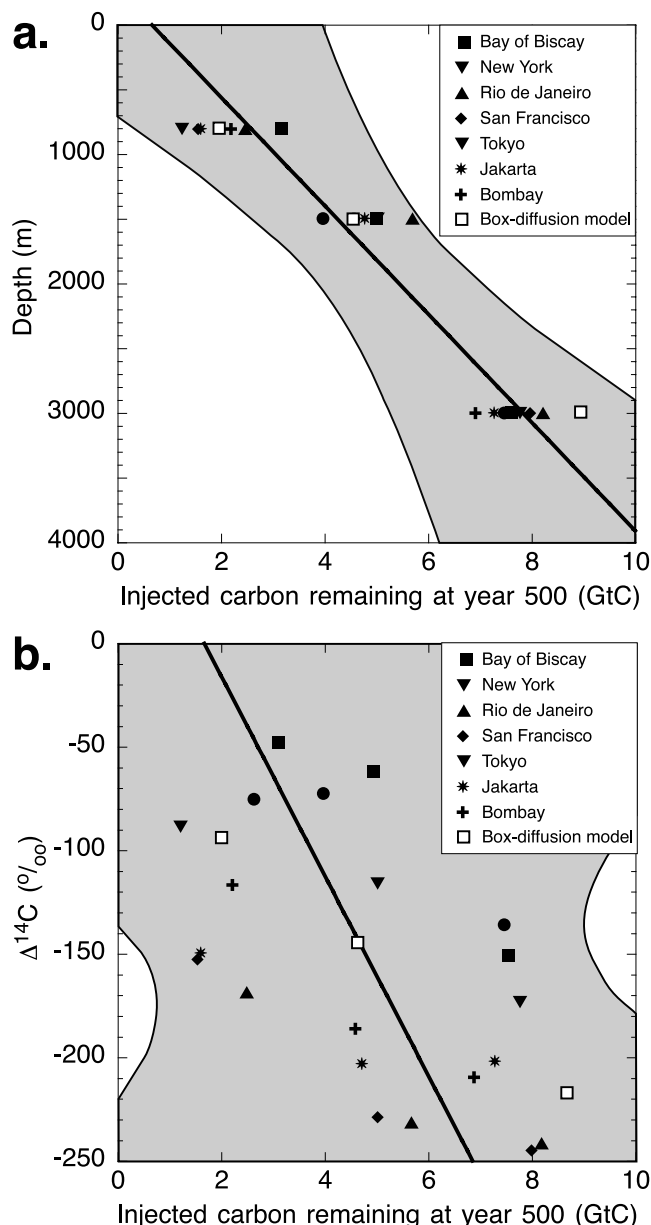 a.
0
1000
2000
3000
4000
Depth (m)
Bay of Biscay
New York
Rio de Janeiro
San Francisco
Tokyo
Jakarta
Bombay
Box-diffusion model
0 2 4 6 8 10
Injected carbon remaining at year 500 (GtC)
b.
0
-50
-100
-150
-200
-250
Δ¹⁴C (º/ₒₒ)
Bay of Biscay
New York
Rio de Janeiro
San Francisco
Tokyo
Jakarta
Bombay
Box-diffusion model
0 2 4 6 8 10
Injected carbon remaining at year 500 (GtC)